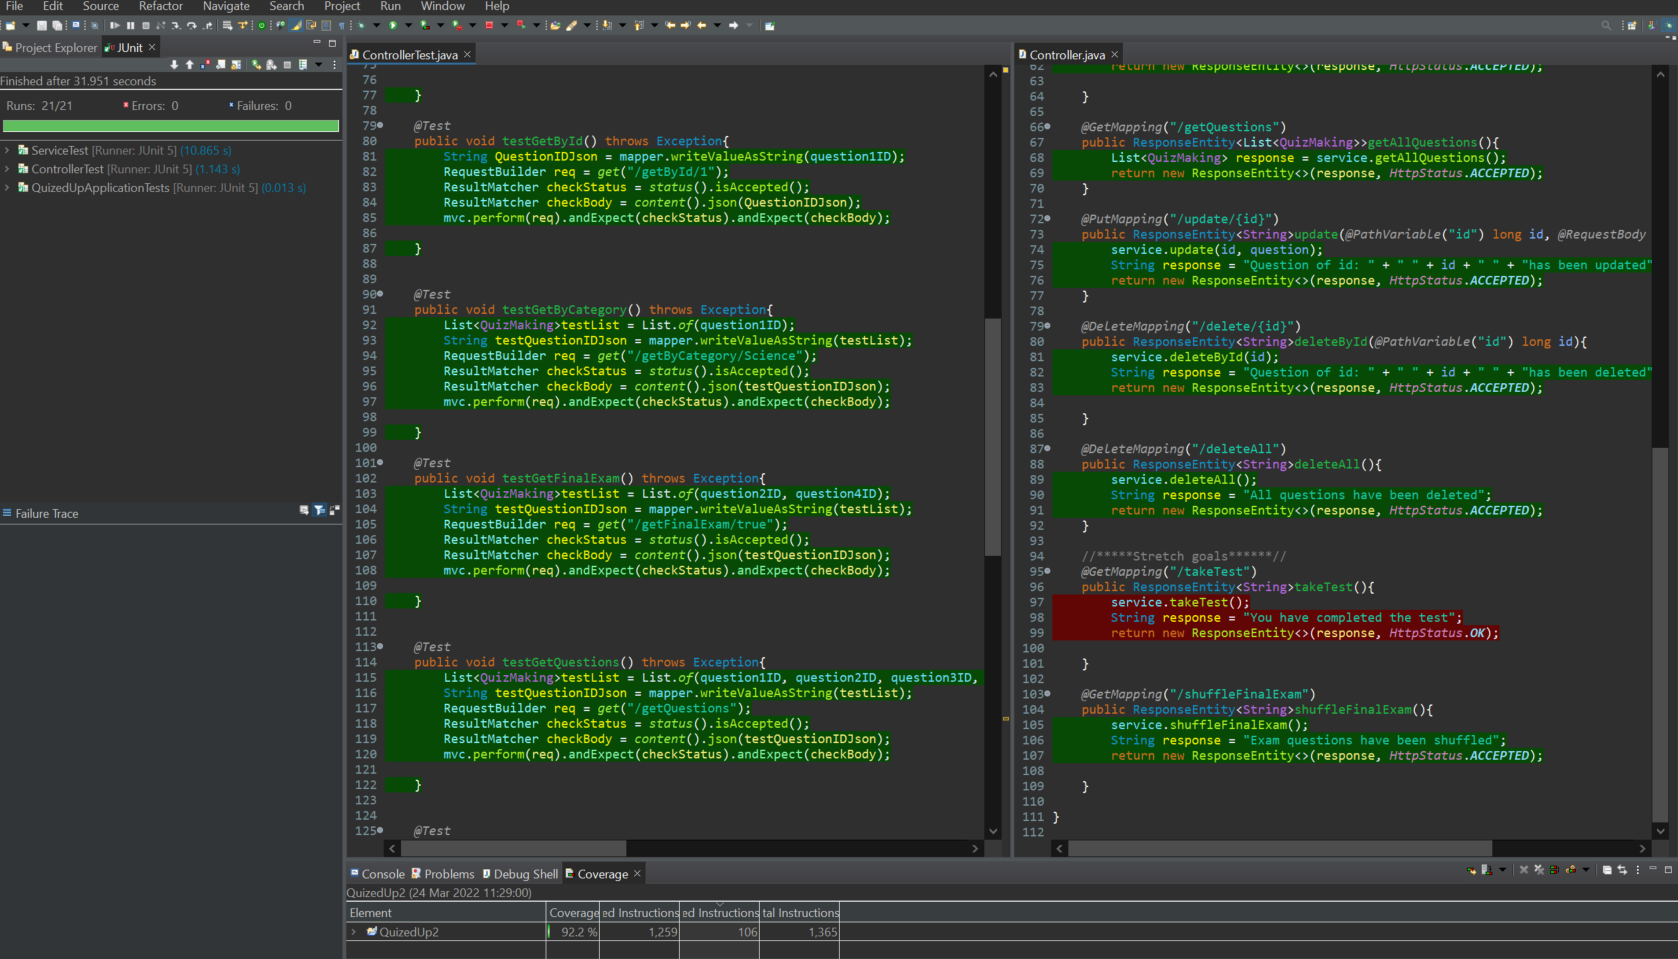 File Edit Source Refactor Navigate Search Project Run Window Help
Project Explorer JUnit
Finished after 31.951 seconds
Runs: 21/21 Errors: 0 Failures: 0
ServiceTest [Runner: JUnit 5] (10.865 s)
ControllerTest [Runner: JUnit 5] (1.143 s)
QuizedUpApplicationTests [Runner: JUnit 5] (0.013 s)
Failure Trace
ControllerTest.java
75
76
77 }
78
79 @Test
80 public void testGetById() throws Exception{
81 String QuestionIDJson = mapper.writeValueAsString(question1ID);
82 RequestBuilder req = get("/getById/1");
83 ResultMatcher checkStatus = status().isAccepted();
84 ResultMatcher checkBody = content().json(QuestionIDJson);
85 mvc.perform(req).andExpect(checkStatus).andExpect(checkBody);
86
87 }
88
89
90 @Test
91 public void testGetByCategory() throws Exception{
92 List<QuizMaking>testList = List.of(question1ID);
93 String testQuestionIDJson = mapper.writeValueAsString(testList);
94 RequestBuilder req = get("/getByCategory/Science");
95 ResultMatcher checkStatus = status().isAccepted();
96 ResultMatcher checkBody = content().json(testQuestionIDJson);
97 mvc.perform(req).andExpect(checkStatus).andExpect(checkBody);
98
99 }
100
101 @Test
102 public void testGetFinalExam() throws Exception{
103 List<QuizMaking>testList = List.of(question2ID, question4ID);
104 String testQuestionIDJson = mapper.writeValueAsString(testList);
105 RequestBuilder req = get("/getFinalExam/true");
106 ResultMatcher checkStatus = status().isAccepted();
107 ResultMatcher checkBody = content().json(testQuestionIDJson);
108 mvc.perform(req).andExpect(checkStatus).andExpect(checkBody);
109
110 }
111
112
113 @Test
114 public void testGetQuestions() throws Exception{
115 List<QuizMaking>testList = List.of(question1ID, question2ID, question3ID,
116 String testQuestionIDJson = mapper.writeValueAsString(testList);
117 RequestBuilder req = get("/getQuestions");
118 ResultMatcher checkStatus = status().isAccepted();
119 ResultMatcher checkBody = content().json(testQuestionIDJson);
120 mvc.perform(req).andExpect(checkStatus).andExpect(checkBody);
121
122 }
123
124
125 @Test
Controller.java
62 return new ResponseEntity<>(response, HttpStatus.ACCEPTED);
63
64 }
65
66 @GetMapping("/getQuestions")
67 public ResponseEntity<List<QuizMaking>>getAllQuestions(){
68 List<QuizMaking> response = service.getAllQuestions();
69 return new ResponseEntity<>(response, HttpStatus.ACCEPTED);
70 }
71
72 @PutMapping("/update/{id}")
73 public ResponseEntity<String>update(@PathVariable("id") long id, @RequestBody
74 service.update(id, question);
75 String response = "Question of id: " + " " + id + " " + "has been updated"
76 return new ResponseEntity<>(response, HttpStatus.ACCEPTED);
77 }
78
79 @DeleteMapping("/delete/{id}")
80 public ResponseEntity<String>deleteById(@PathVariable("id") long id){
81 service.deleteById(id);
82 String response = "Question of id: " + " " + id + " " + "has been deleted"
83 return new ResponseEntity<>(response, HttpStatus.ACCEPTED);
84
85 }
86
87 @DeleteMapping("/deleteAll")
88 public ResponseEntity<String>deleteAll(){
89 service.deleteAll();
90 String response = "All questions have been deleted";
91 return new ResponseEntity<>(response, HttpStatus.ACCEPTED);
92 }
93
94 //*****Stretch goals******//
95 @GetMapping("/takeTest")
96 public ResponseEntity<String>takeTest(){
97 service.takeTest();
98 String response = "You have completed the test";
99 return new ResponseEntity<>(response, HttpStatus.OK);
100
101 }
102
103 @GetMapping("/shuffleFinalExam")
104 public ResponseEntity<String>shuffleFinalExam(){
105 service.shuffleFinalExam();
106 String response = "Exam questions have been shuffled";
107 return new ResponseEntity<>(response, HttpStatus.ACCEPTED);
108
109 }
110
111 }
112
Console Problems Debug Shell Coverage
QuizedUp2 (24 Mar 2022 11:29:00)
Element Coverage ed Instructions ed Instructions tal Instructions
QuizedUp2 92.2 % 1,259 106 1,365